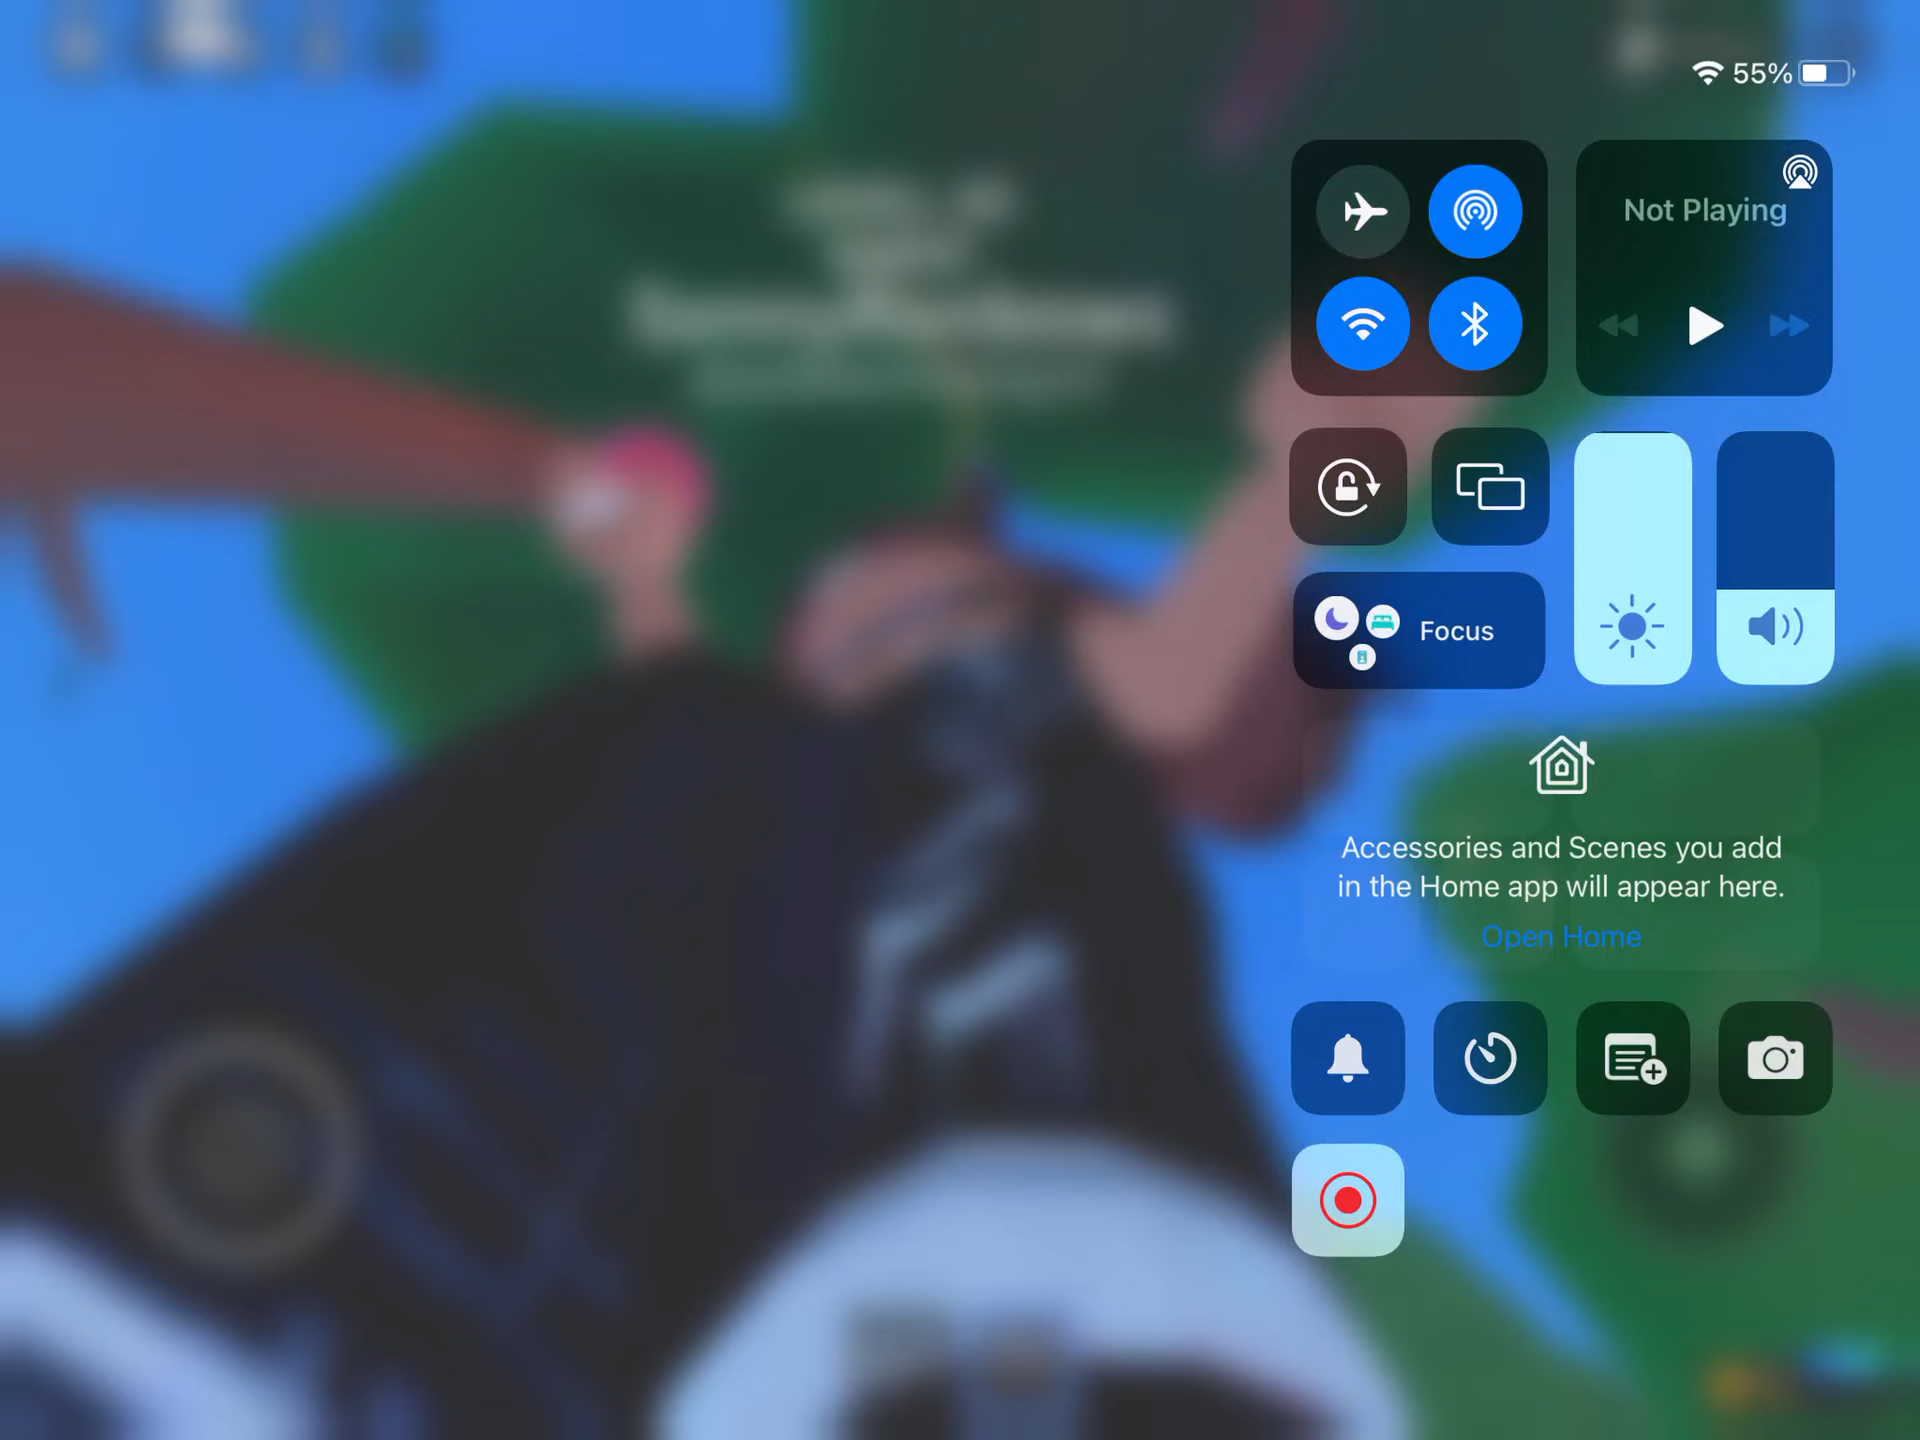 55%
Not Playing
Focus
Accessories and Scenes you add
in the Home app will appear here.
Open Home